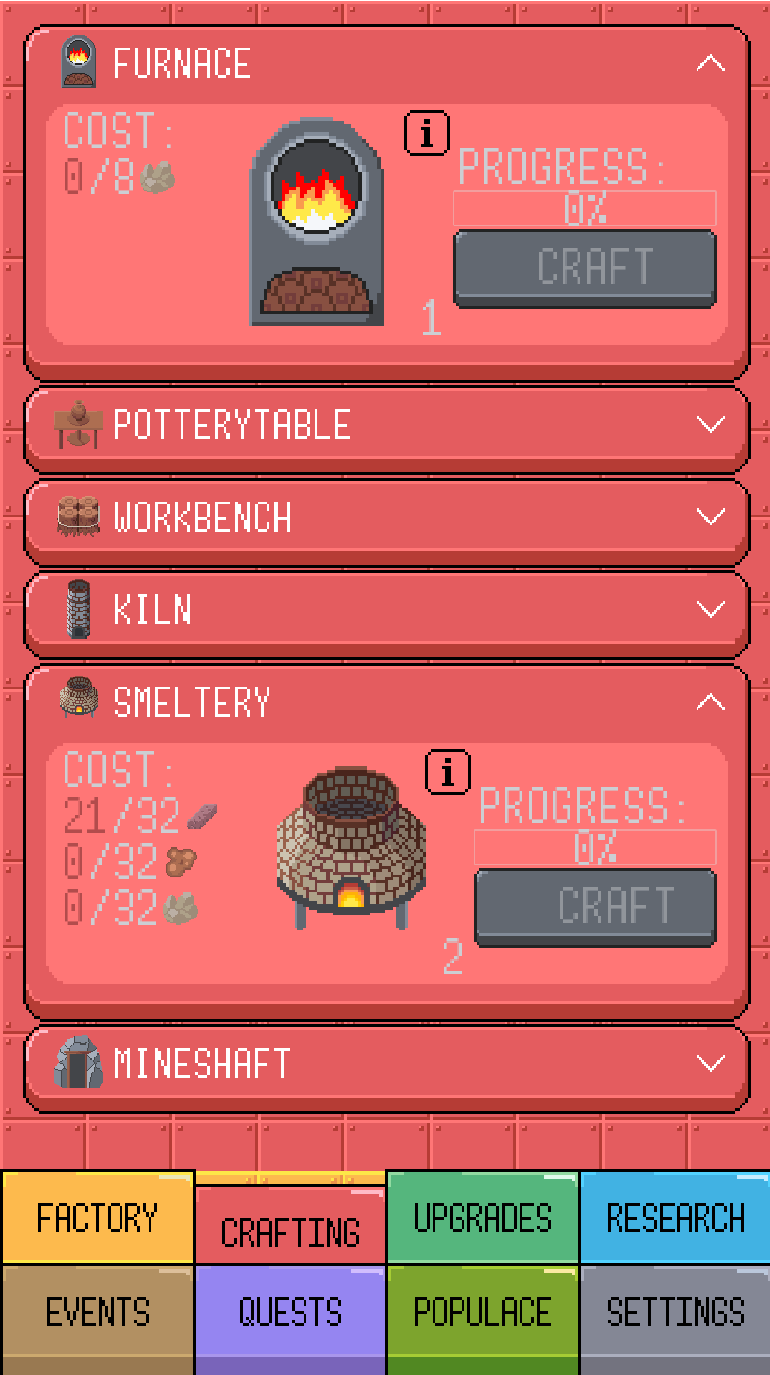 FURNACE
COST:
0/8
i
PROGRESS:
0%
CRAFT
1
POTTERYTABLE
WORKBENCH
KILN
SMELTERY
COST:
21/32
0/32
0/32
i
PROGRESS:
0%
CRAFT
2
MINESHAFT
FACTORY
CRAFTING
UPGRADES
RESEARCH
EVENTS
QUESTS
POPULACE
SETTINGS